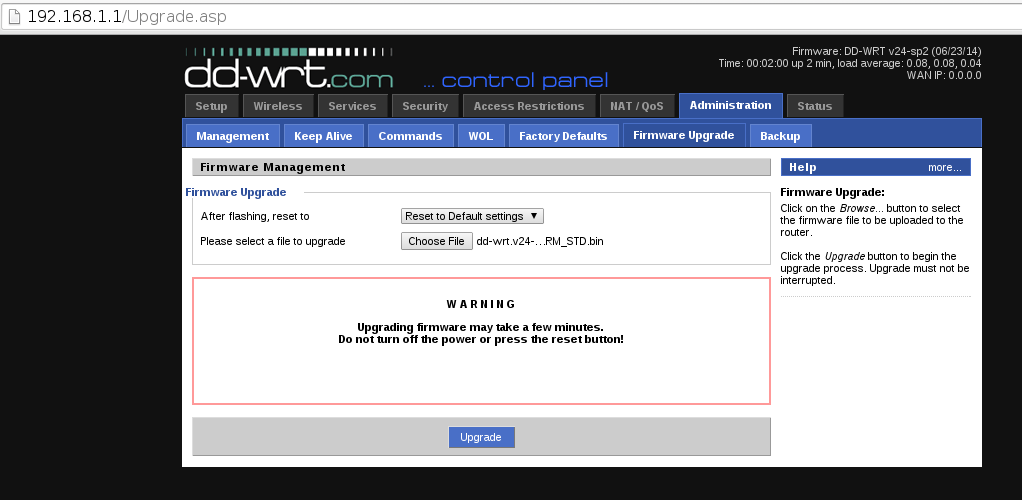 192.168.1.1/Upgrade.asp
Firmware: DD-WRT v24-sp2 (06/23/14)
Time: 00:02:00 up 2 min, load average: 0.08, 0.08, 0.04
WAN IP: 0.0.0.0
dd-wrt.com ... control panel
Setup Wireless Services Security Access Restrictions NAT / QoS Administration Status
Management Keep Alive Commands WOL Factory Defaults Firmware Upgrade Backup
Firmware Management
Firmware Upgrade
After flashing, reset to Reset to Default settings ▼
Please select a file to upgrade Choose File dd-wrt.v24-...RM_STD.bin
WARNING
Upgrading firmware may take a few minutes.
Do not turn off the power or press the reset button!
Upgrade
Help more...
Firmware Upgrade:
Click on the Browse... button to select
the firmware file to be uploaded to the
router.
Click the Upgrade button to begin the
upgrade process. Upgrade must not be
interrupted.